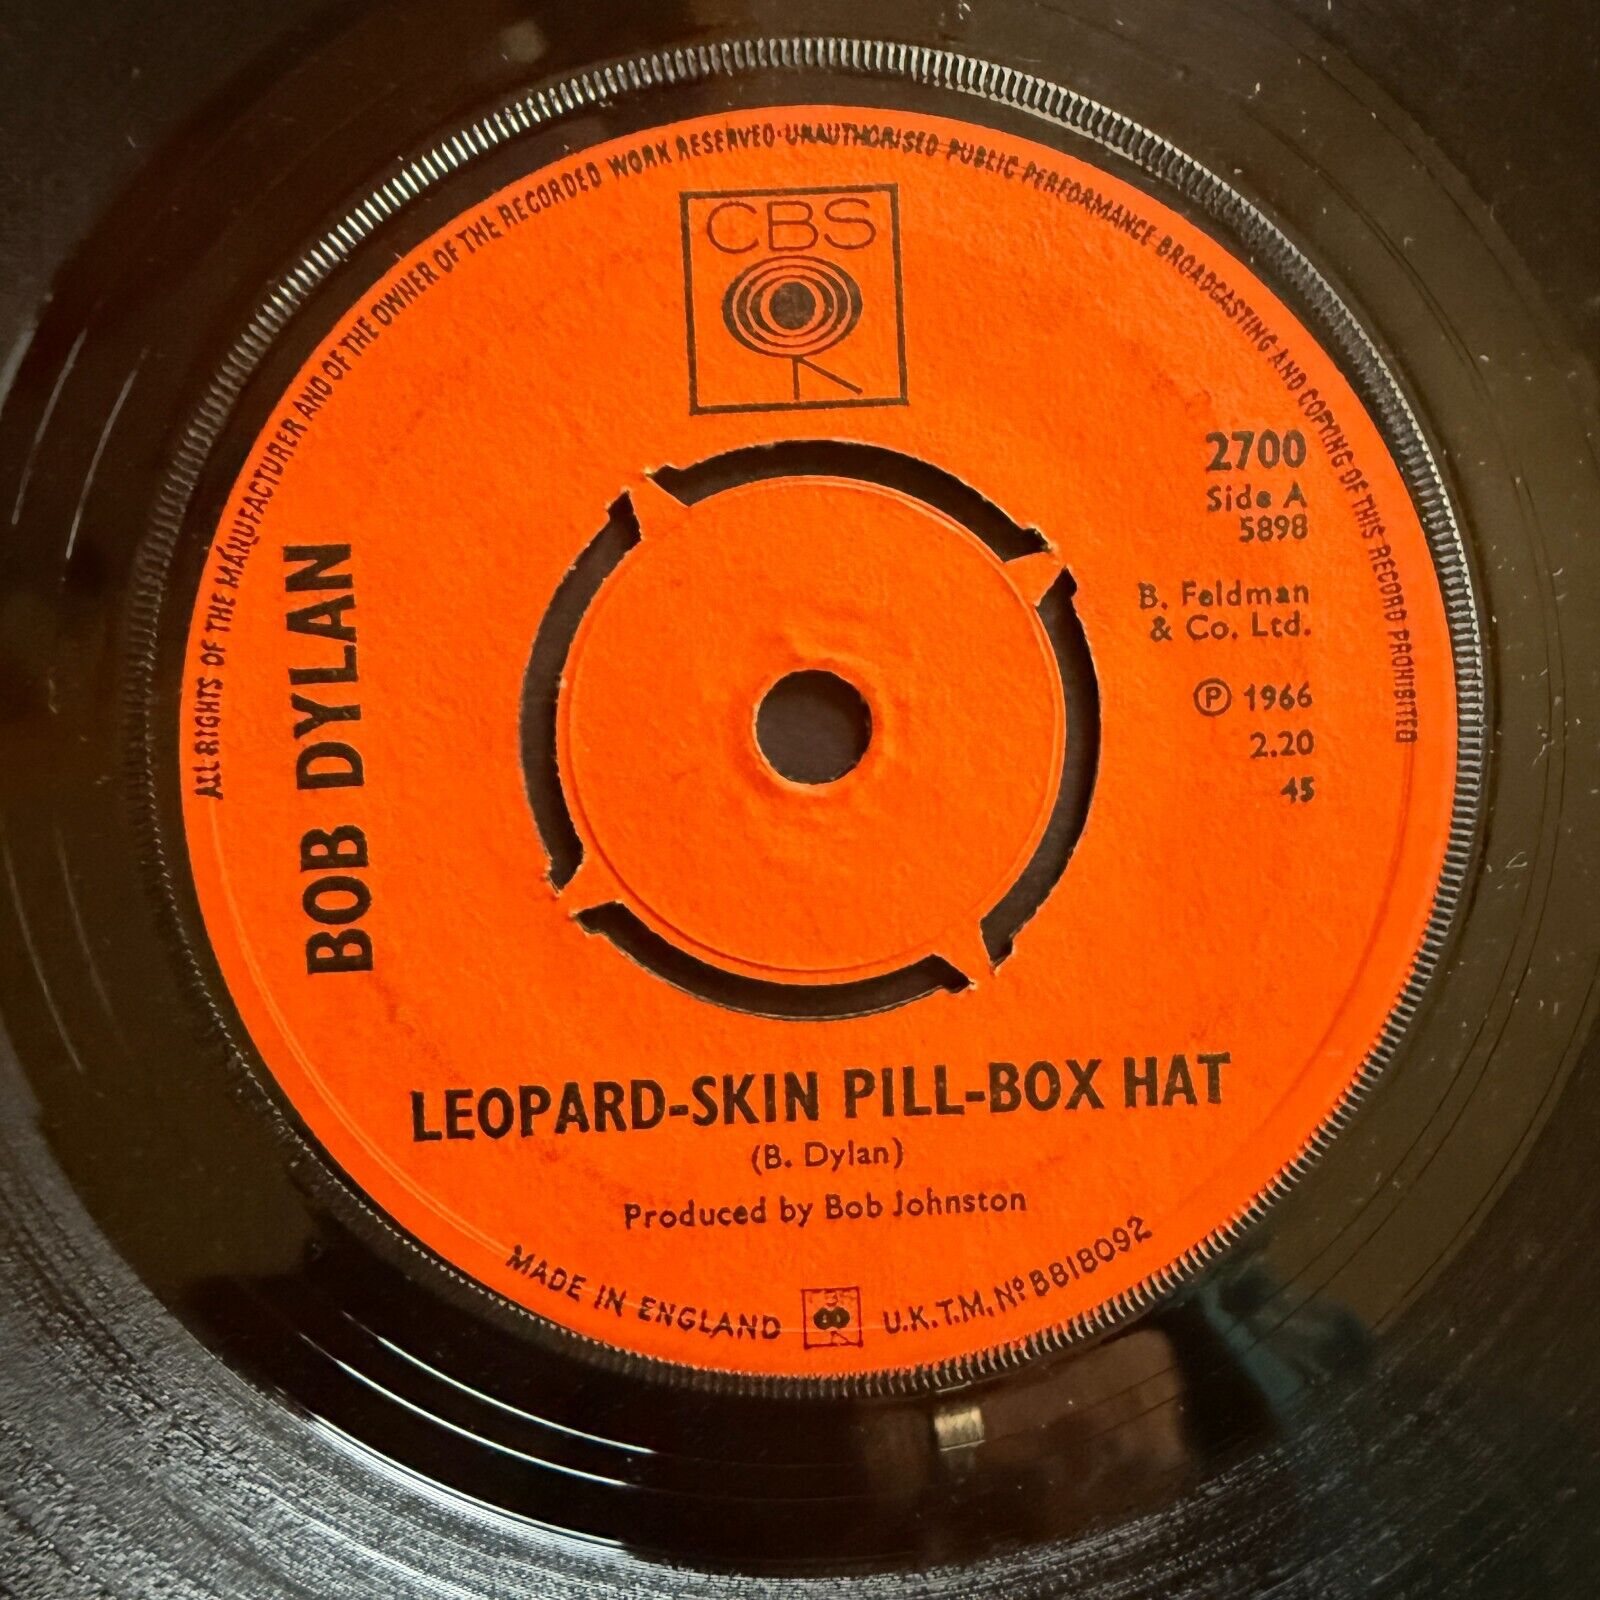 ALL RIGHTS OF THE MANUFACTURER AND OF THE OWNER OF THE RECORDED WORK RESERVED·UNAUTHORISED PUBLIC PERFORMANCE BROADCASTING AND COPYING OF THIS RECORD PROHIBITED
CBS
2700
Side A
5898
B. Feldman
& Co. Ltd.
℗ 1966
2.20
45
BOB DYLAN
LEOPARD-SKIN PILL-BOX HAT
(B. Dylan)
Produced by Bob Johnston
MADE IN ENGLAND CBS U.K.T.M. Nº B818092